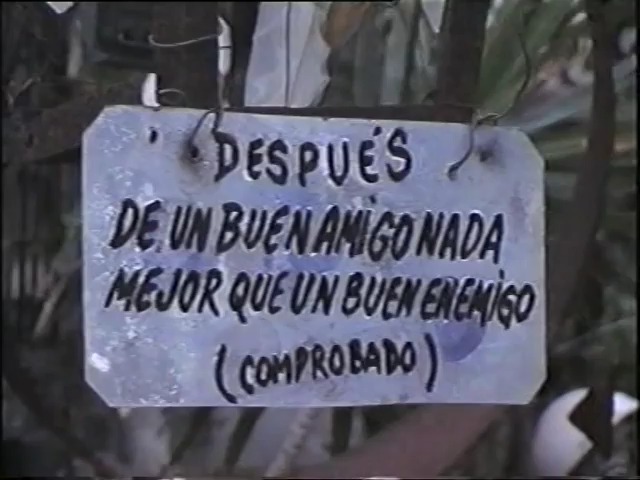 DESPUÉS
DE UN BUEN AMIGO NADA
MEJOR QUE UN BUEN ENEMIGO
(COMPROBADO)